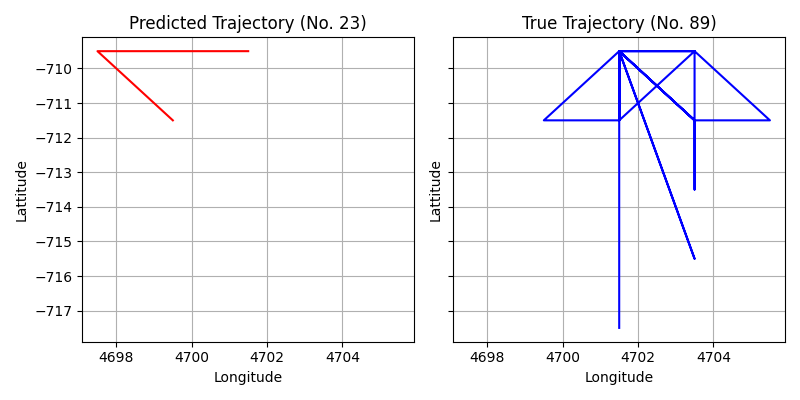 Predicted Trajectory (No. 23)
True Trajectory (No. 89)
Lattitude
−710
−711
−712
−713
−714
−715
−716
−717
4698
4700
4702
4704
Longitude
Lattitude
4698
4700
4702
4704
Longitude